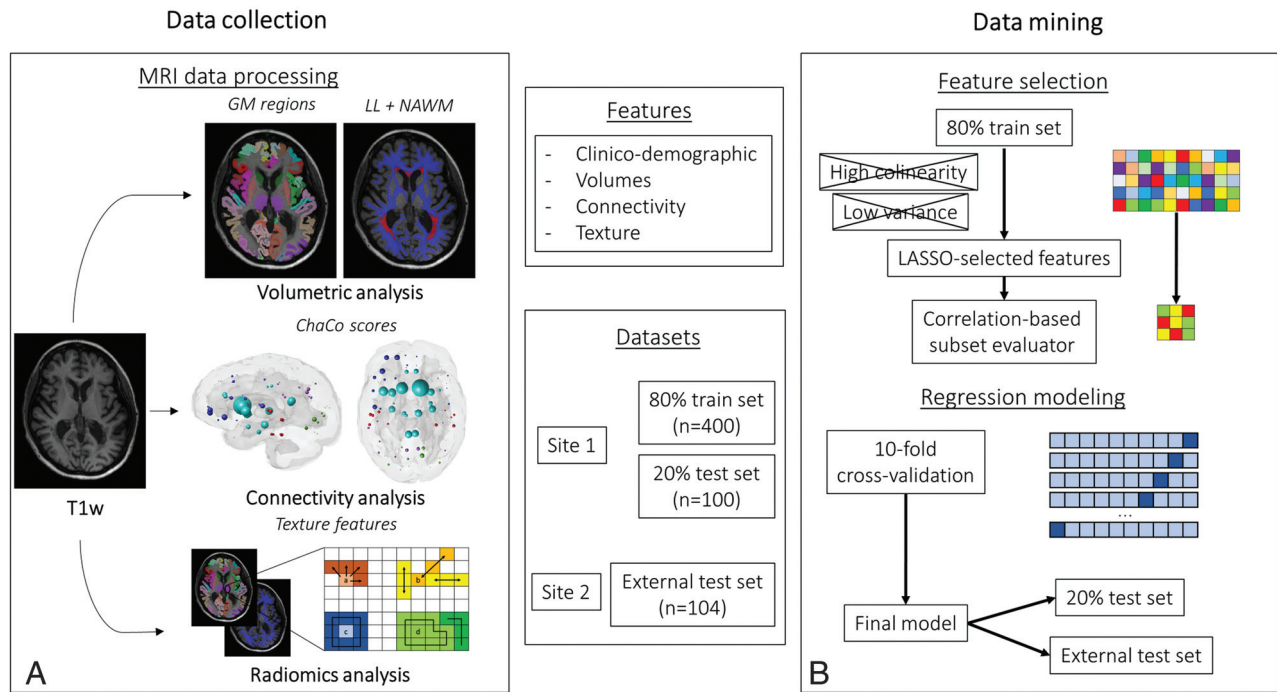 Data collection
MRI data processing
GM regions
LL + NAWM
Volumetric analysis
ChaCo scores
T1w
Connectivity analysis
Texture features
a
b
c
d
Radiomics analysis
A
Features
- Clinico-demographic
- Volumes
- Connectivity
- Texture
Datasets
Site 1
80% train set
(n=400)
20% test set
(n=100)
Site 2
External test set
(n=104)
Data mining
Feature selection
80% train set
High colinearity
Low variance
LASSO-selected features
Correlation-based
subset evaluator
Regression modeling
10-fold
cross-validation
...
Final model
20% test set
External test set
B